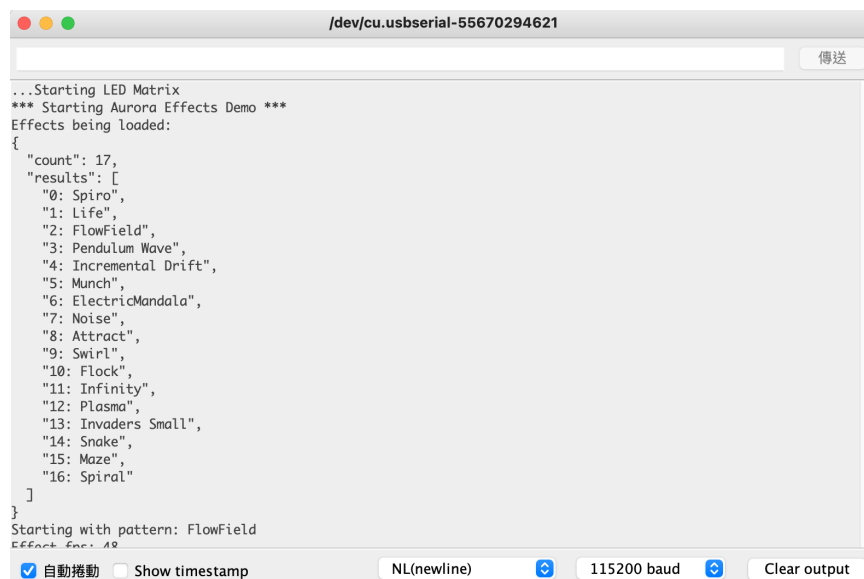 /dev/cu.usbserial-55670294621
傳送
...Starting LED Matrix
*** Starting Aurora Effects Demo ***
Effects being loaded:
{
  "count": 17,
  "results": [
    "0: Spiro",
    "1: Life",
    "2: FlowField",
    "3: Pendulum Wave",
    "4: Incremental Drift",
    "5: Munch",
    "6: ElectricMandala",
    "7: Noise",
    "8: Attract",
    "9: Swirl",
    "10: Flock",
    "11: Infinity",
    "12: Plasma",
    "13: Invaders Small",
    "14: Snake",
    "15: Maze",
    "16: Spiral"
  ]
}
Starting with pattern: FlowField
Effect fps: 48
自動捲動 Show timestamp NL(newline) 115200 baud Clear output